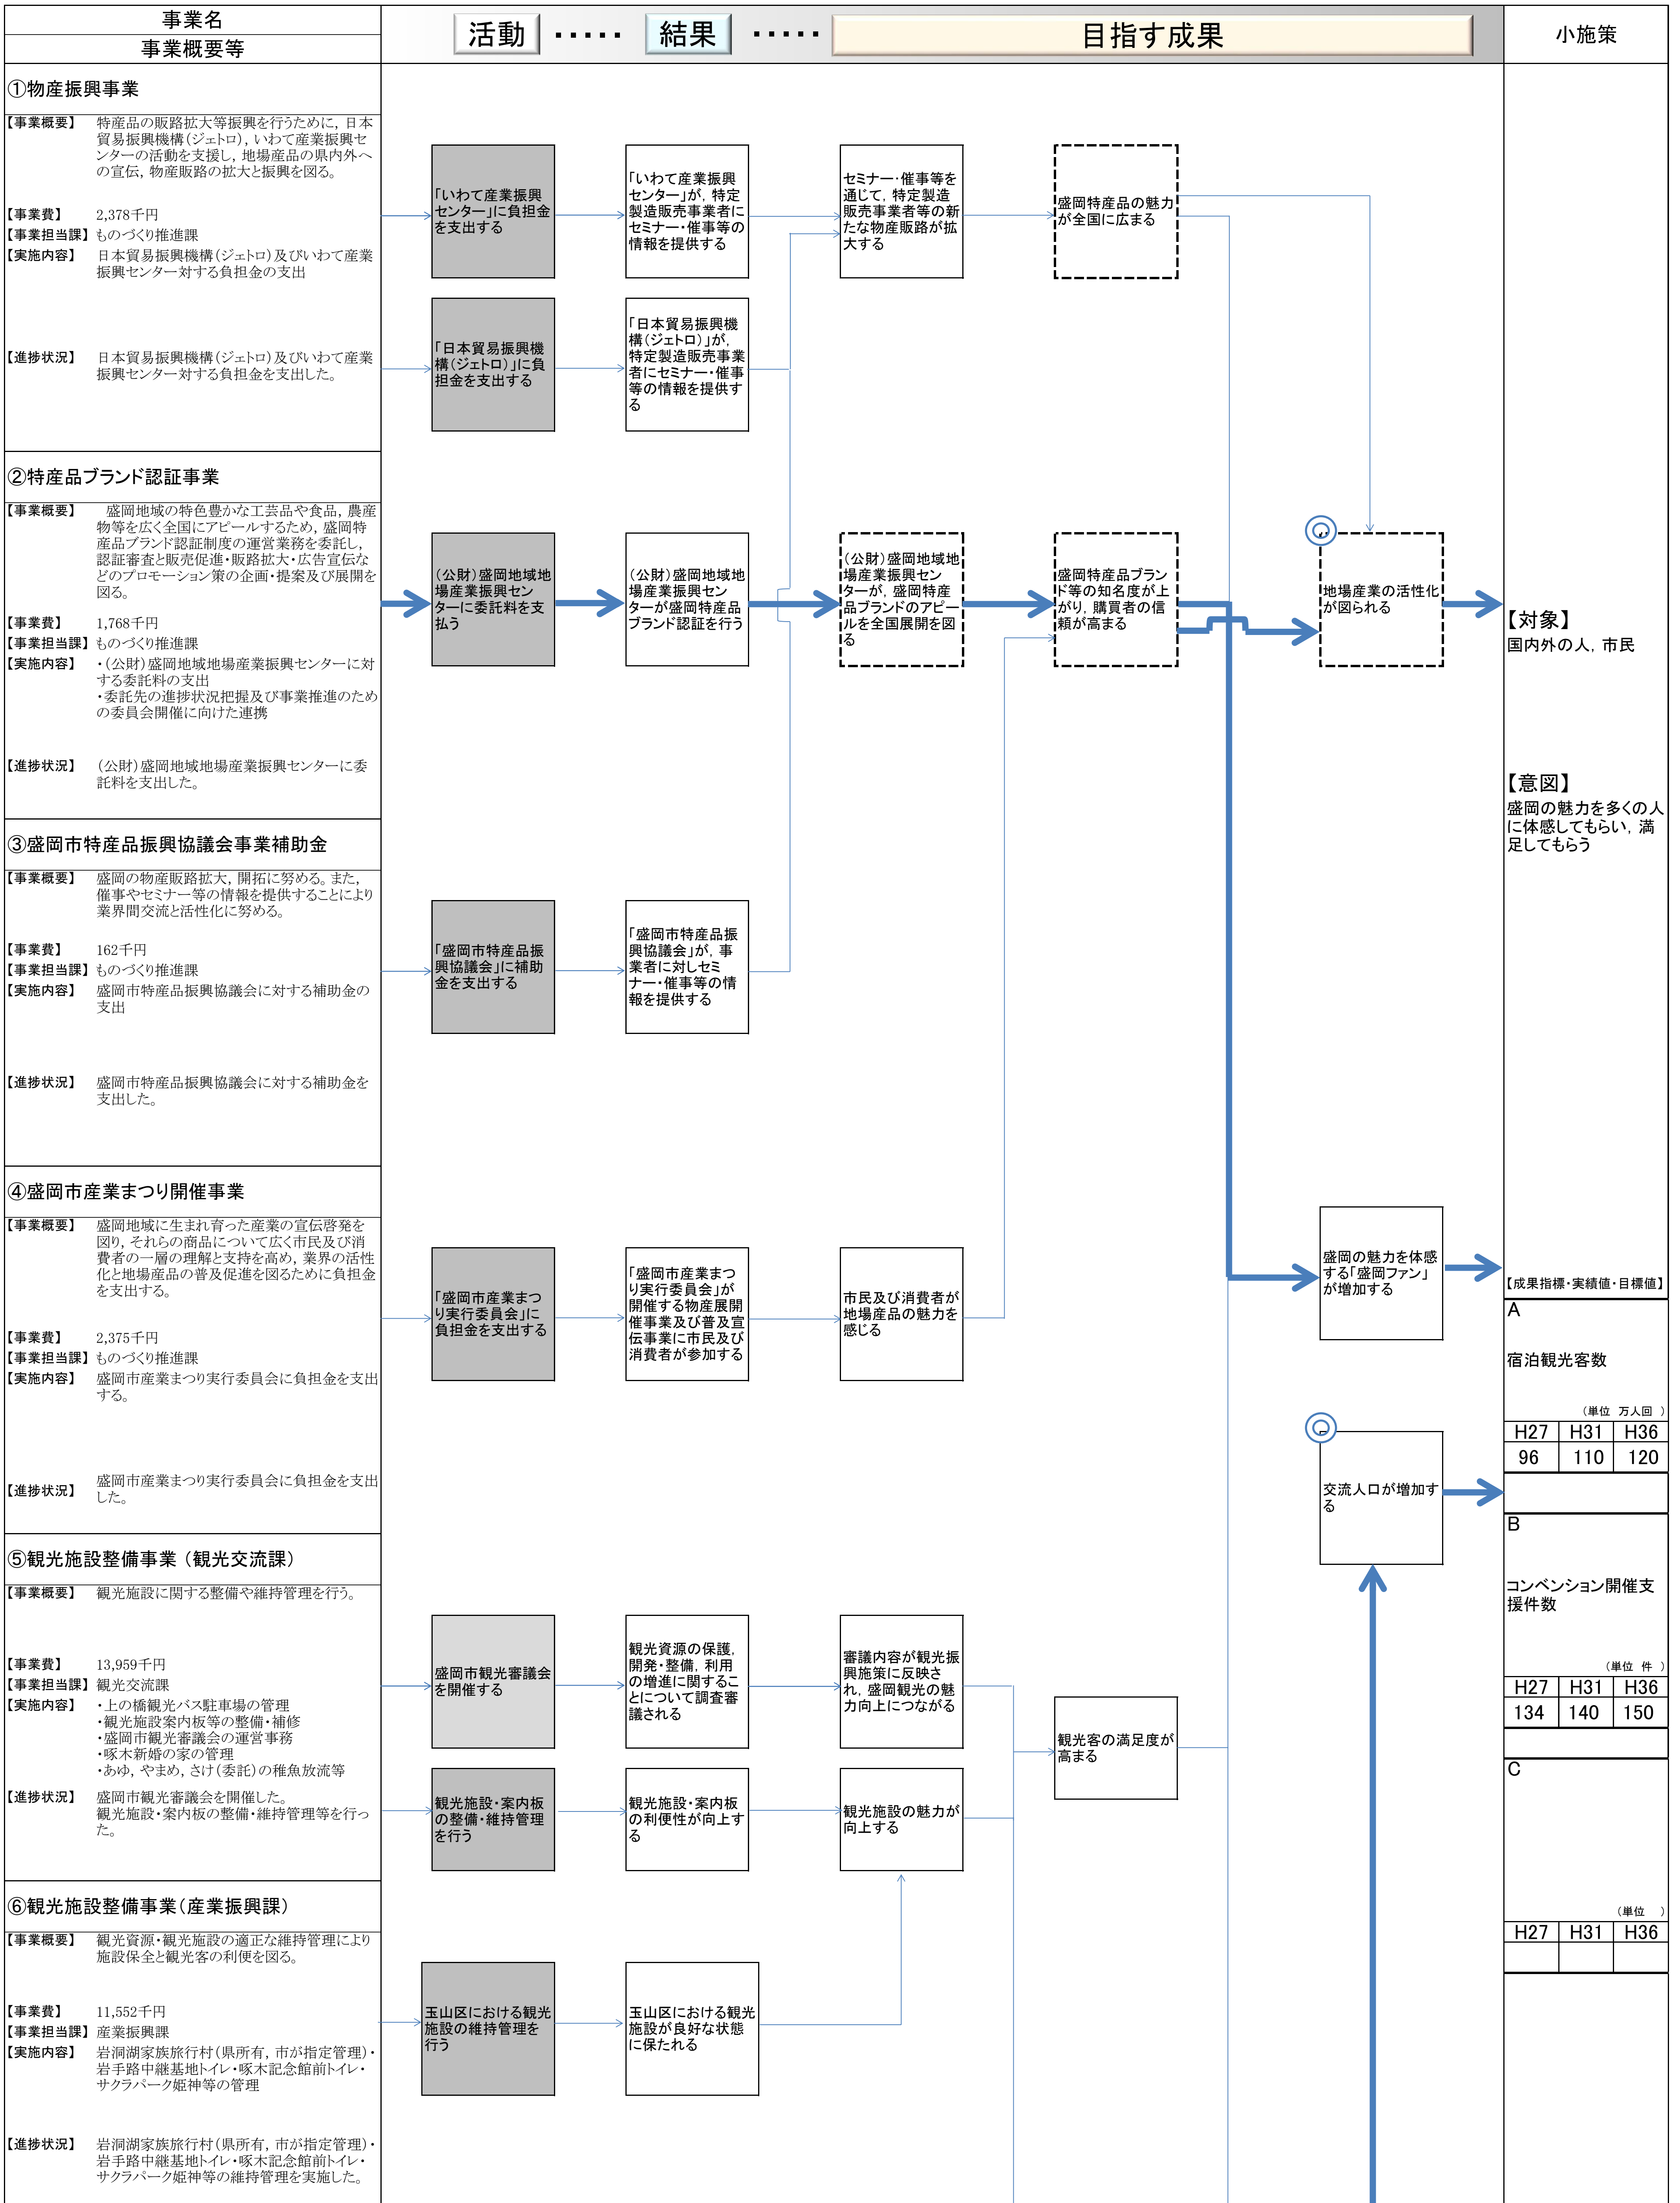 事業名
事業概要等
活動 ・・・・・ 結果 ・・・・・ 目指す成果
小施策
①物産振興事業
【事業概要】 特産品の販路拡大等振興を行うために，日本
貿易振興機構（ジェトロ），いわて産業振興セ
ンターの活動を支援し，地場産品の県内外へ
の宣伝，物産販路の拡大と振興を図る。
【事業費】 2,378千円
【事業担当課】 ものづくり推進課
【実施内容】 日本貿易振興機構（ジェトロ）及びいわて産業
振興センター対する負担金の支出
【進捗状況】 日本貿易振興機構（ジェトロ）及びいわて産業
振興センター対する負担金を支出した。
「いわて産業振興
センター」に負担金
を支出する
「いわて産業振興
センター」が，特定
製造販売事業者に
セミナー・催事等の
情報を提供する
セミナー・催事等を
通じて，特定製造
販売事業者等の新
たな物産販路が拡
大する
盛岡特産品の魅力
が全国に広まる
「日本貿易振興機
構（ジェトロ）」に負
担金を支出する
「日本貿易振興機
構（ジェトロ）」が，
特定製造販売事業
者にセミナー・催事
等の情報を提供す
る
②特産品ブランド認証事業
【事業概要】 盛岡地域の特色豊かな工芸品や食品，農産
物等を広く全国にアピールするため，盛岡特
産品ブランド認証制度の運営業務を委託し，
認証審査と販売促進・販路拡大・広告宣伝な
どのプロモーション策の企画・提案及び展開を
図る。
【事業費】 1,768千円
【事業担当課】 ものづくり推進課
【実施内容】 ・（公財）盛岡地域地場産業振興センターに対
する委託料の支出
・委託先の進捗状況把握及び事業推進のため
の委員会開催に向けた連携
【進捗状況】 （公財）盛岡地域地場産業振興センターに委
託料を支出した。
（公財）盛岡地域地
場産業振興セン
ターに委託料を支
払う
（公財）盛岡地域地
場産業振興セン
ターが盛岡特産品
ブランド認証を行う
（公財）盛岡地域地
場産業振興セン
ターが，盛岡特産
品ブランドのアピー
ルを全国展開を図
る
盛岡特産品ブラン
ド等の知名度が上
がり，購買者の信
頼が高まる
地場産業の活性化
が図られる
【対象】
国内外の人，市民
【意図】
盛岡の魅力を多くの人
に体感してもらい，満
足してもらう
③盛岡市特産品振興協議会事業補助金
【事業概要】 盛岡の物産販路拡大，開拓に努める。また，
催事やセミナー等の情報を提供することにより
業界間交流と活性化に努める。
【事業費】 162千円
【事業担当課】 ものづくり推進課
【実施内容】 盛岡市特産品振興協議会に対する補助金の
支出
【進捗状況】 盛岡市特産品振興協議会に対する補助金を
支出した。
「盛岡市特産品振
興協議会」に補助
金を支出する
「盛岡市特産品振
興協議会」が，事
業者に対しセミ
ナー・催事等の情
報を提供する
④盛岡市産業まつり開催事業
【事業概要】 盛岡地域に生まれ育った産業の宣伝啓発を
図り，それらの商品について広く市民及び消
費者の一層の理解と支持を高め，業界の活性
化と地場産品の普及促進を図るために負担金
を支出する。
【事業費】 2,375千円
【事業担当課】 ものづくり推進課
【実施内容】 盛岡市産業まつり実行委員会に負担金を支出
する。
【進捗状況】 盛岡市産業まつり実行委員会に負担金を支出
した。
「盛岡市産業まつ
り実行委員会」に
負担金を支出する
「盛岡市産業まつ
り実行委員会」が
開催する物産展開
催事業及び普及宣
伝事業に市民及び
消費者が参加する
市民及び消費者が
地場産品の魅力を
感じる
盛岡の魅力を体感
する「盛岡ファン」
が増加する
交流人口が増加す
る
【成果指標・実績値・目標値】
A
宿泊観光客数
（単位 万人回 ）
H27 H31 H36
96 110 120
B
コンベンション開催支
援件数
（単位 件 ）
H27 H31 H36
134 140 150
C
（単位 ）
H27 H31 H36
⑤観光施設整備事業（観光交流課）
【事業概要】 観光施設に関する整備や維持管理を行う。
【事業費】 13,959千円
【事業担当課】 観光交流課
【実施内容】 ・上の橋観光バス駐車場の管理
・観光施設案内板等の整備・補修
・盛岡市観光審議会の運営事務
・啄木新婚の家の管理
・あゆ，やまめ，さけ（委託）の稚魚放流等
【進捗状況】 盛岡市観光審議会を開催した。
観光施設・案内板の整備・維持管理等を行っ
た。
盛岡市観光審議会
を開催する
観光資源の保護，
開発・整備，利用
の増進に関するこ
とについて調査審
議される
審議内容が観光振
興施策に反映さ
れ，盛岡観光の魅
力向上につながる
観光客の満足度が
高まる
観光施設・案内板
の整備・維持管理
を行う
観光施設・案内板
の利便性が向上す
る
観光施設の魅力が
向上する
⑥観光施設整備事業（産業振興課）
【事業概要】 観光資源・観光施設の適正な維持管理により
施設保全と観光客の利便を図る。
【事業費】 11,552千円
【事業担当課】 産業振興課
【実施内容】 岩洞湖家族旅行村（県所有，市が指定管理）・
岩手路中継基地トイレ・啄木記念館前トイレ・
サクラパーク姫神等の管理
【進捗状況】 岩洞湖家族旅行村（県所有，市が指定管理）・
岩手路中継基地トイレ・啄木記念館前トイレ・
サクラパーク姫神等の維持管理を実施した。
玉山区における観光
施設の維持管理を
行う
玉山区における観光
施設が良好な状態
に保たれる